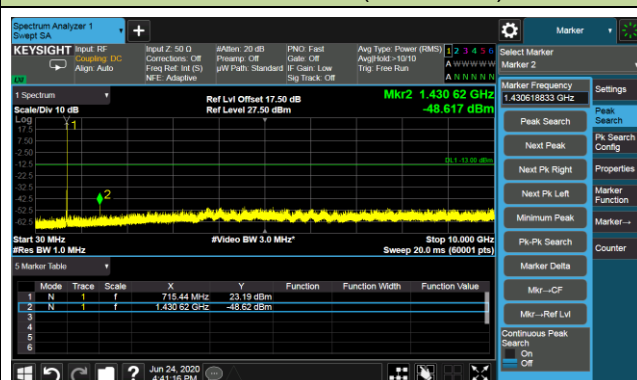 Spectrum Analyzer 1
Swept SA
+
Marker
KEYSIGHT
Input: RF
Coupling: DC
Align: Auto
Input Z: 50 Ω
Corrections: Off
Freq Ref: Int (S)
NFE: Adaptive
#Atten: 20 dB
Preamp: Off
µW Path: Standard
PNO: Fast
Gate: Off
IF Gain: Low
Sig Track: Off
Avg Type: Power (RMS)
Avg|Hold:>10/10
Trig: Free Run
1 2 3 4 5 6
A W W W W W
A N N N N N
Select Marker
Marker 2
1 Spectrum
Scale/Div 10 dB
Log
Ref Lvl Offset 17.50 dB
Ref Level 27.50 dBm
Mkr2 1.430 62 GHz
-48.617 dBm
17.5
7.50
-2.50
-12.5
-22.5
-32.5
-42.5
-52.5
-62.5
1
2
DL1 -13.00 dBm
Start 30 MHz
#Res BW 1.0 MHz
#Video BW 3.0 MHz*
Stop 10.000 GHz
Sweep 20.0 ms (60001 pts)
5 Marker Table
Mode Trace Scale X Y Function Function Width Function Value
1 N 1 f 715.44 MHz 23.19 dBm
2 N 1 f 1.430 62 GHz -48.62 dBm
3
4
5
6
Marker Frequency
1.430618833 GHz
Peak Search
Next Peak
Next Pk Right
Next Pk Left
Minimum Peak
Pk-Pk Search
Marker Delta
Mkr→CF
Mkr→Ref Lvl
Continuous Peak
Search
On
Off
Settings
Peak
Search
Pk Search
Config
Properties
Marker
Function
Marker→
Counter
?
Jun 24, 2020
4:41:16 PM